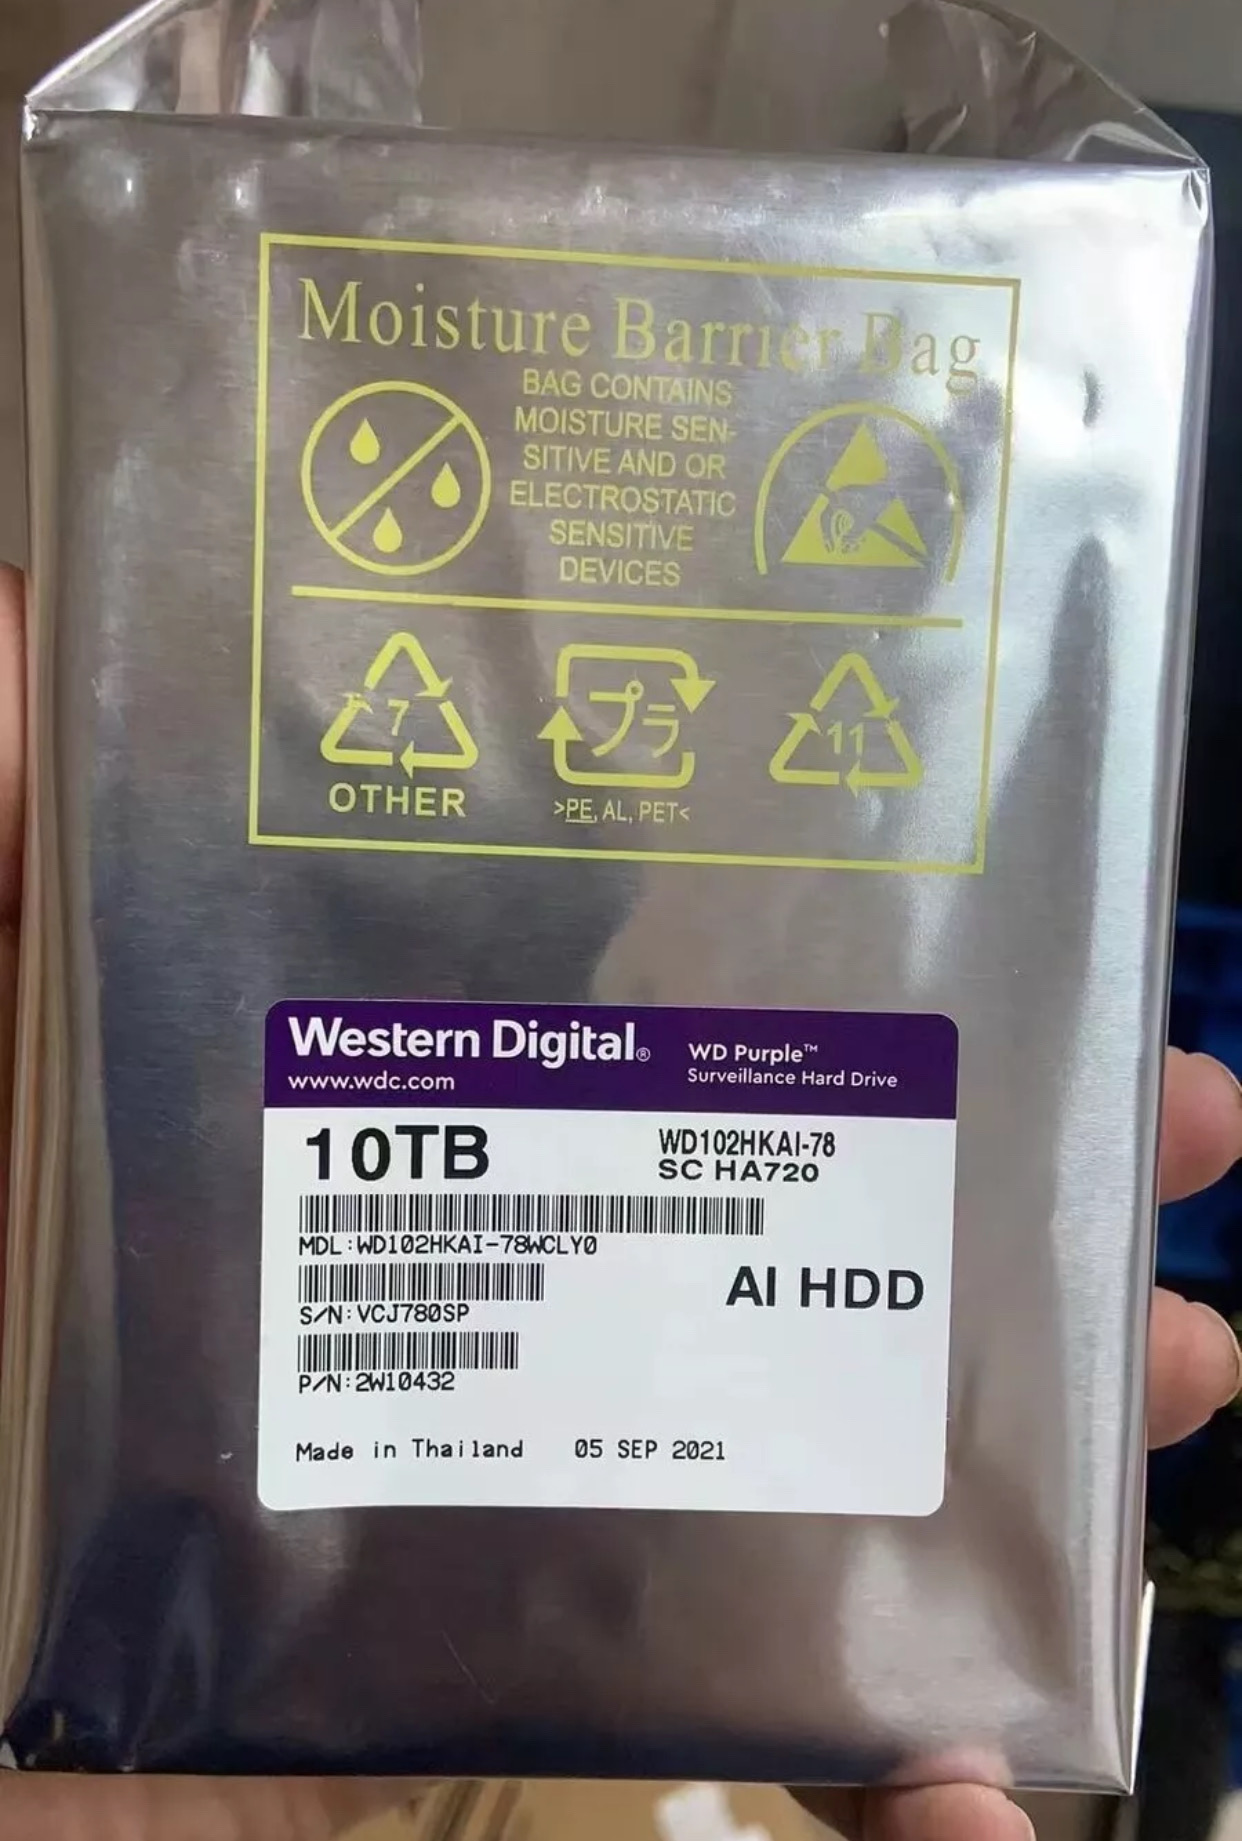 Moisture Barrier Bag
BAG CONTAINS
MOISTURE SEN-
SITIVE AND OR
ELECTROSTATIC
SENSITIVE
DEVICES
7
OTHER
プラ
>PE, AL, PET<
11
Western Digital®
www.wdc.com
WD Purple™
Surveillance Hard Drive
10TB
WD102HKAI-78
SC HA720
MDL:WD102HKAI-78WCLY0
AI HDD
S/N:VCJ780SP
P/N:2W10432
Made in Thailand 05 SEP 2021